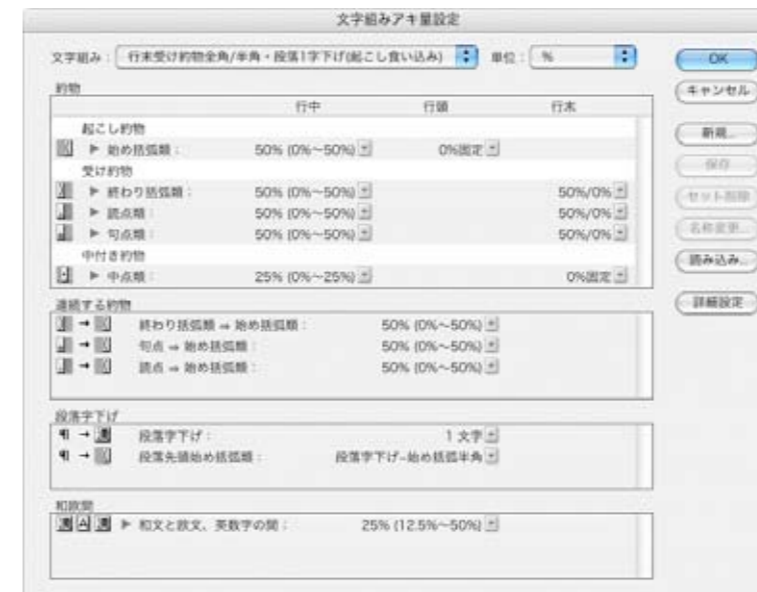 文字組みアキ量設定
文字組み： 行末受け約物全角/半角・段落1字下げ(起こし食い込み) 単位： %
OK
キャンセル
新規...
保存
セット削除
名称変更...
読み込み...
詳細設定
約物
行中 行頭 行末
起こし約物
始め括弧類： 50% (0%～50%) 0%固定
受け約物
終わり括弧類： 50% (0%～50%) 50%/0%
読点類： 50% (0%～50%) 50%/0%
句点類： 50% (0%～50%) 50%/0%
中付き約物
中点類： 25% (0%～25%) 0%固定
連続する約物
終わり括弧類 → 始め括弧類： 50% (0%～50%)
句点 → 始め括弧類： 50% (0%～50%)
読点 → 始め括弧類： 50% (0%～50%)
段落字下げ
段落字下げ： 1 文字
段落先頭始め括弧類： 段落字下げ-始め括弧半角
和欧間
和文と欧文、英数字の間： 25% (12.5%～50%)